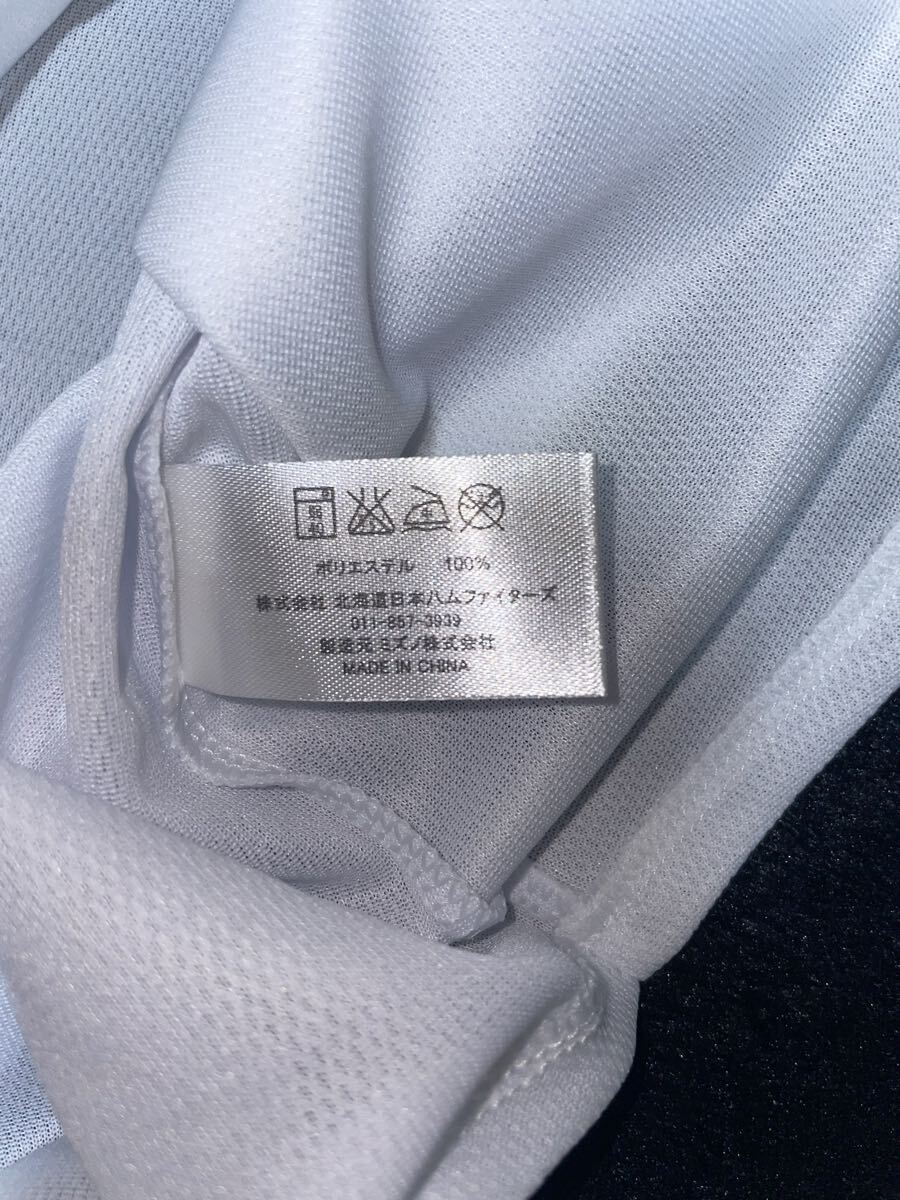 ポリエステル 100%
株式会社 北海道日本ハムファイターズ
011-857-3939
製造元 ミズノ株式会社
MADE IN CHINA